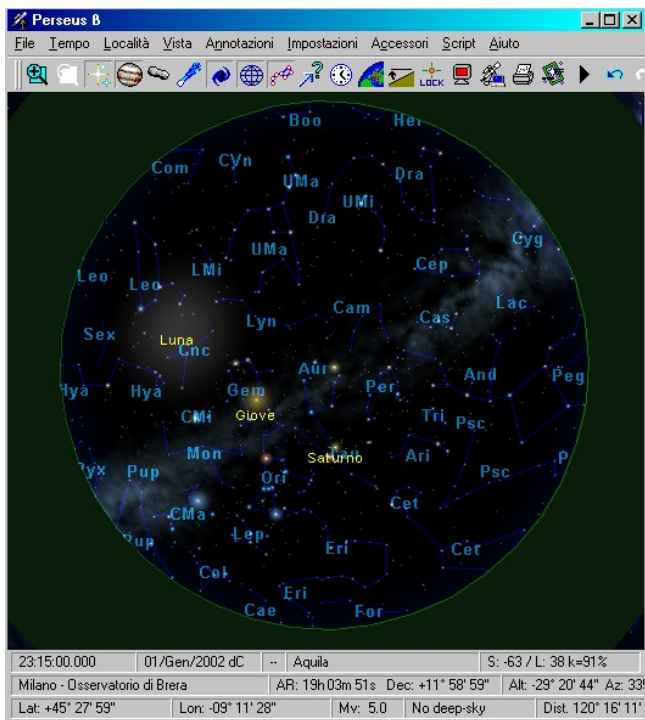 Perseus ß
File Tempo Località Vista Annotazioni Impostazioni Accessori Script Aiuto
LOCK
Boo Her
Com CVn UMa Dra
UMi
Dra
Cyg
UMa
Leo Leo LMi Cep
Lac
Lyn Cam Cas
Sex Luna
Cnc
Aur
Hya Hya Gem Per And Peg
CMi Giove Tri Psc
Mon Saturno Tau Ari
Pyx Pup Ori Psc P
CMa Cet
Pup Lep Eri Cet
Col
Eri
Cae For
23:15:00.000 01/Gen/2002 dC -- Aquila S: -63 / L: 38 k=91%
Milano - Osservatorio di Brera AR: 19h 03m 51s Dec: +11° 58' 59" Alt: -29° 20' 44" Az: 33
Lat: +45° 27' 59" Lon: -09° 11' 28" Mv: 5.0 No deep-sky Dist. 120° 16' 11'